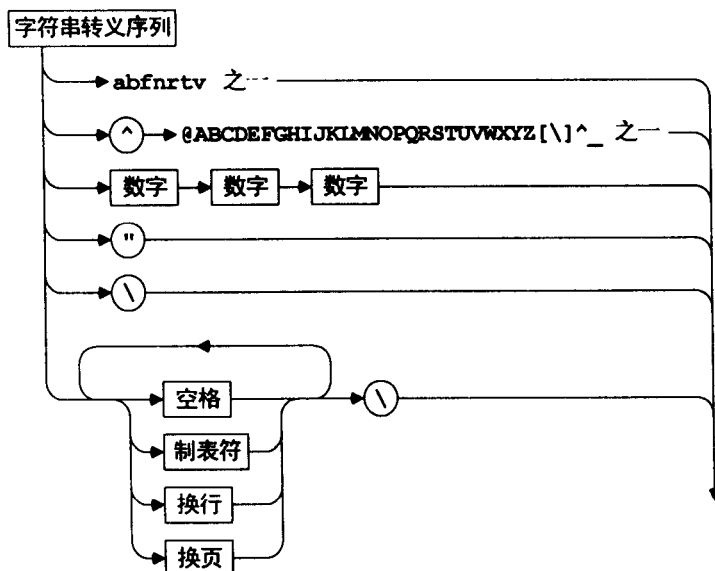 字符串转义序列
abfnrtv 之一
^ @ABCDEFGHIJKLMNOPQRSTUVWXYZ[\]^_ 之一
数字 数字 数字
"
\
空格 \
制表符
换行
换页